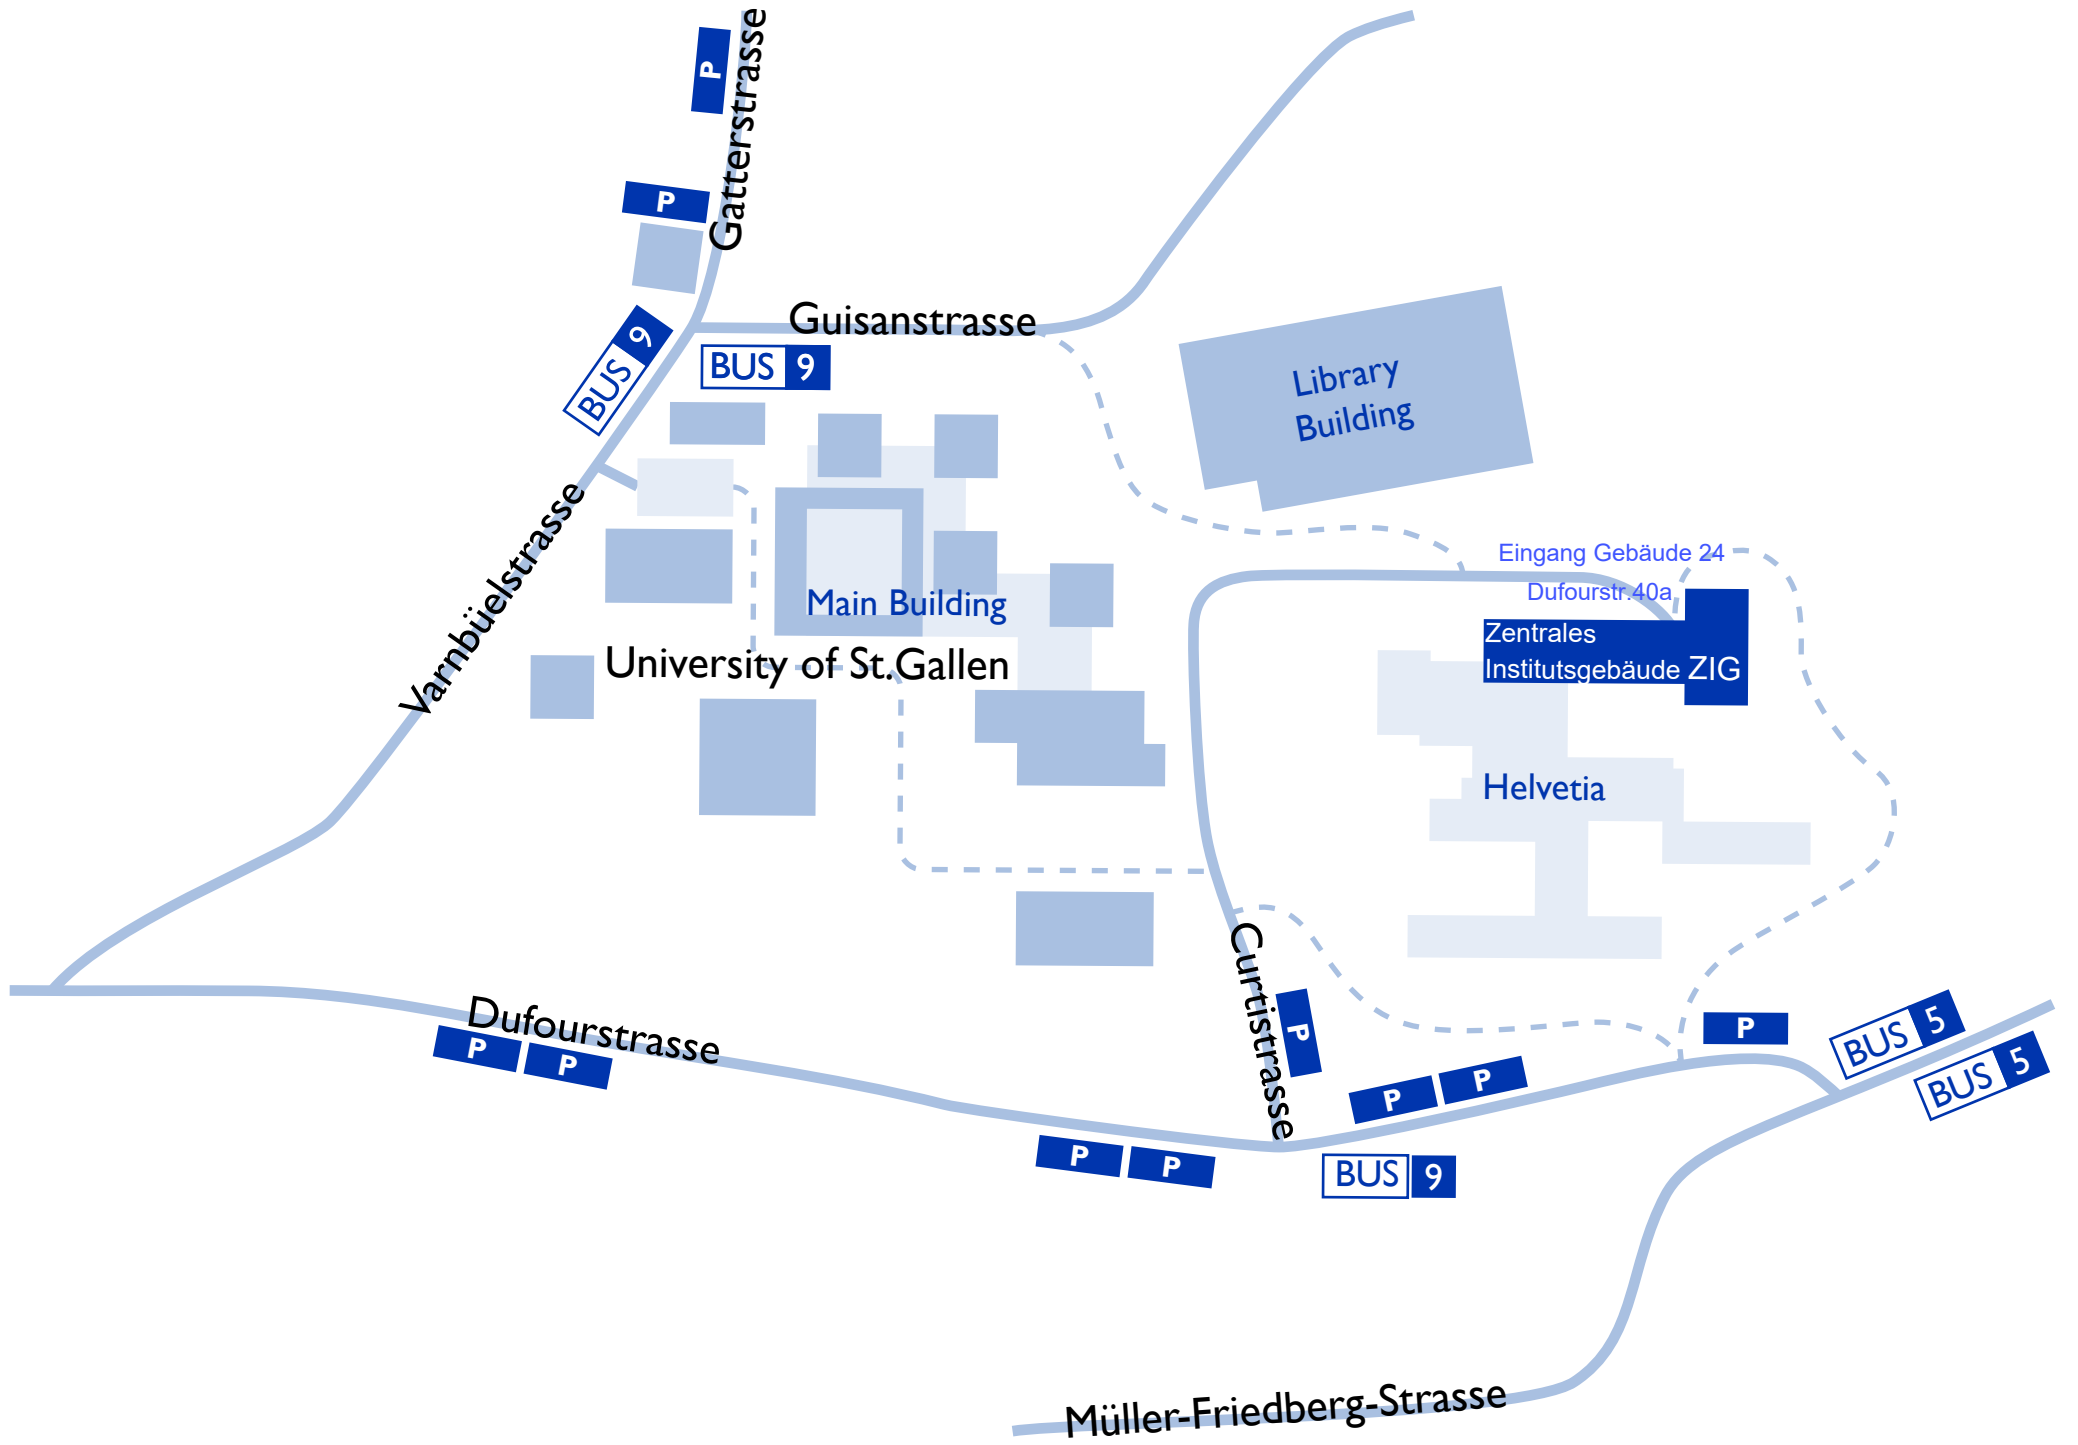 P
Gatterstrasse
P
Guisanstrasse
BUS 9
BUS 9
Library
Building
Varnbüelstrasse
Eingang Gebäude 24
Dufourstr.40a
Main Building
Zentrales
Institutsgebäude ZIG
University of St.Gallen
Helvetia
Curtistrasse
P
Dufourstrasse
P P
P
BUS 5
BUS 5
P P
P P
BUS 9
Müller-Friedberg-Strasse